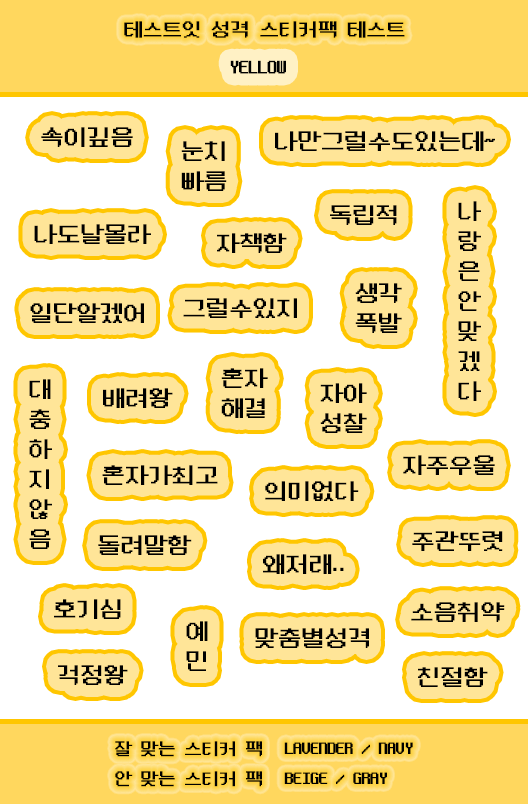 테스트잇 성격 스티커팩 테스트
YELLOW
속이깊음
눈치
빠름
나만그럴수도있는데~
나도날몰라
자책함
독립적
나
랑
은
안
맞
겠
다
일단알겠어
그럴수있지
생각
폭발
대
충
하
지
않
음
배려왕
혼자
해결
자아
성찰
혼자가최고
의미없다
자주우울
돌려말함
왜저래..
주관뚜렷
호기심
예
민
맞춤별성격
소음취약
걱정왕
친절함
잘 맞는 스티커 팩 LAVENDER / NAVY
안 맞는 스티커 팩 BEIGE / GRAY